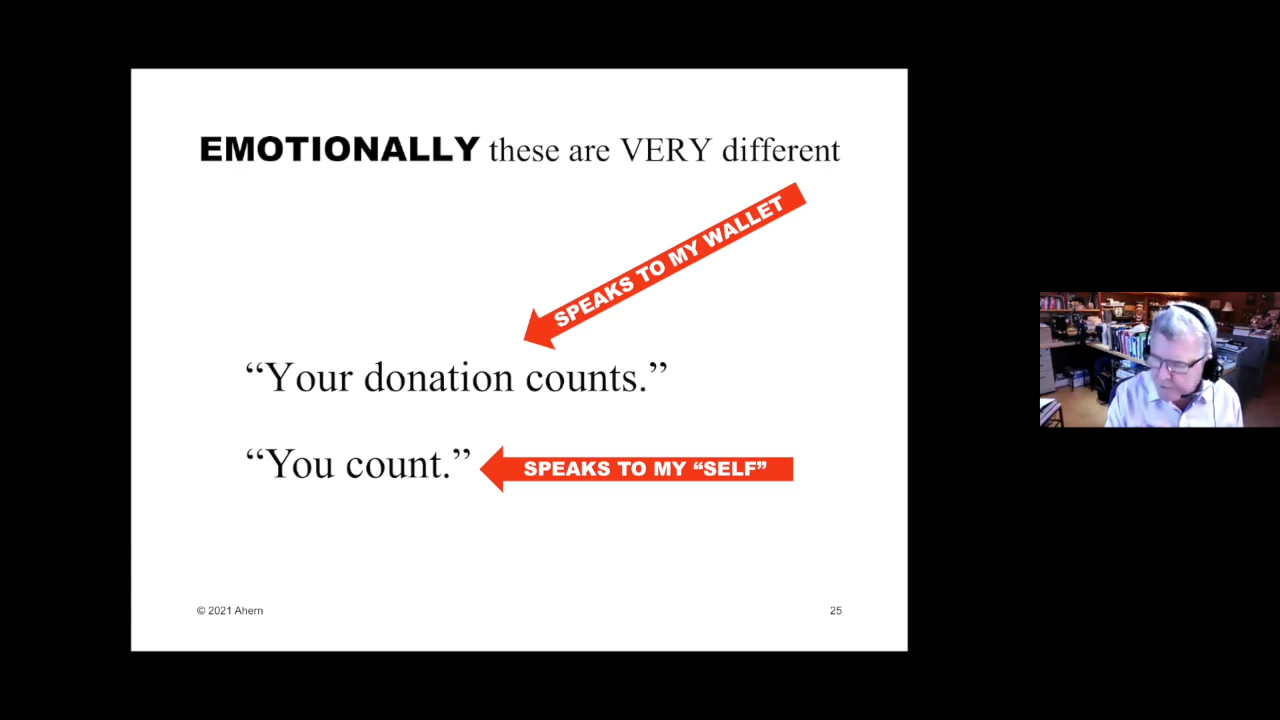 EMOTIONALLY these are VERY different
SPEAKS TO MY WALLET
“Your donation counts.”
“You count.”
SPEAKS TO MY “SELF”
© 2021 Ahern
25